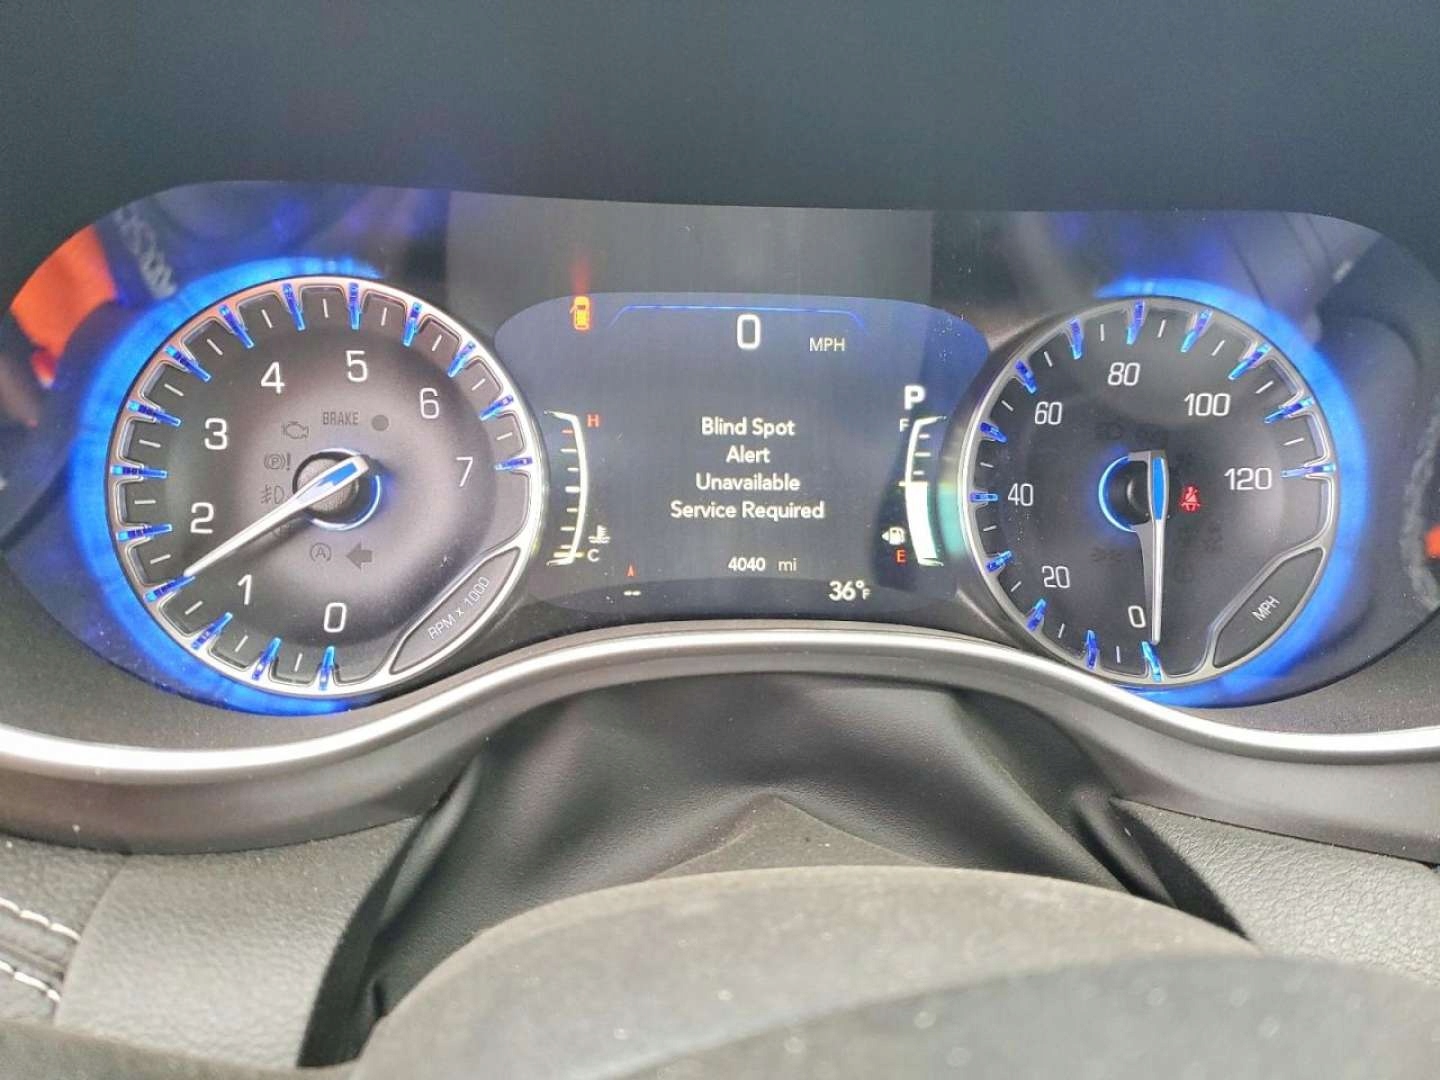 0 MPH
Blind Spot
Alert
Unavailable
Service Required
4040 mi
--
36°F
H
C
P
F
E
BRAKE
0
1
2
3
4
5
6
7
RPM x 1000
0
20
40
60
80
100
120
MPH